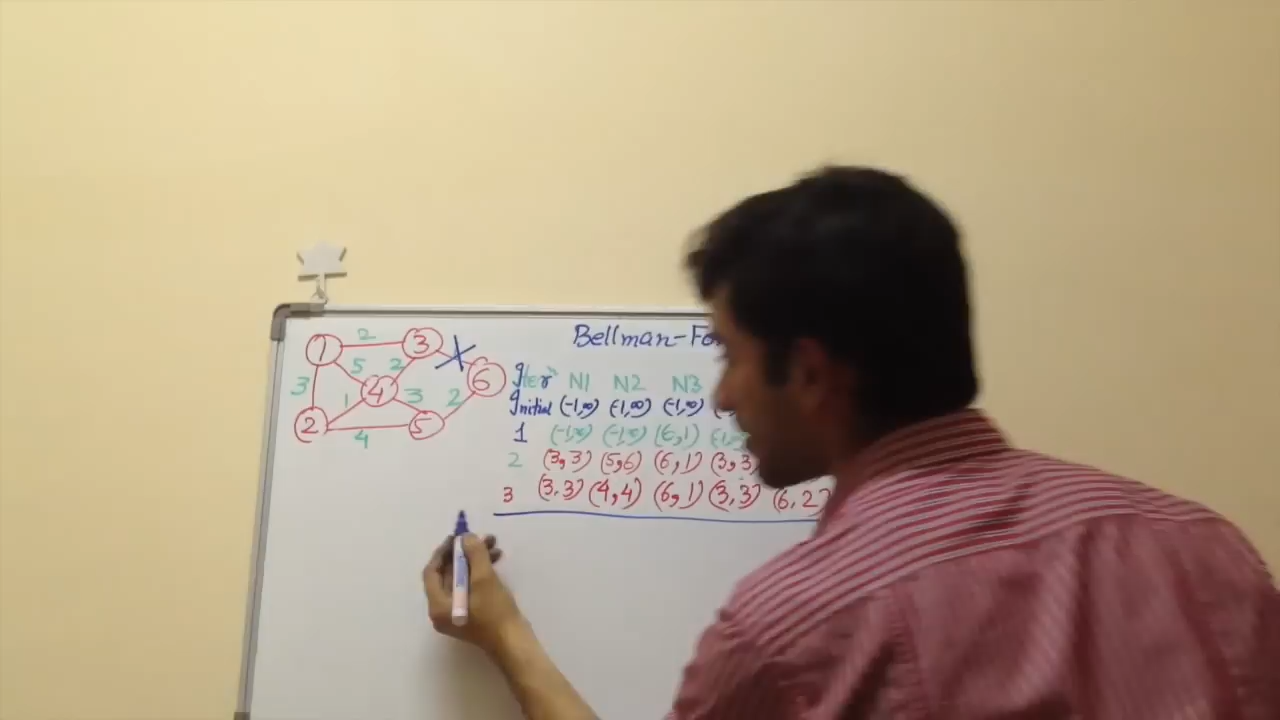 Bellman-Fo
Iter^n N1 N2 N3
Initial (-1,∞) (-1,∞) (-1,∞)
1 (-1,∞) (-1,∞) (6,1) (-1,∞
2 (3,3) (5,6) (6,1) (3,3)
3 (3,3) (4,4) (6,1) (3,3) (6,2)
1 2 3
3 5 2 X
4 6
1 3 2
2 4 5